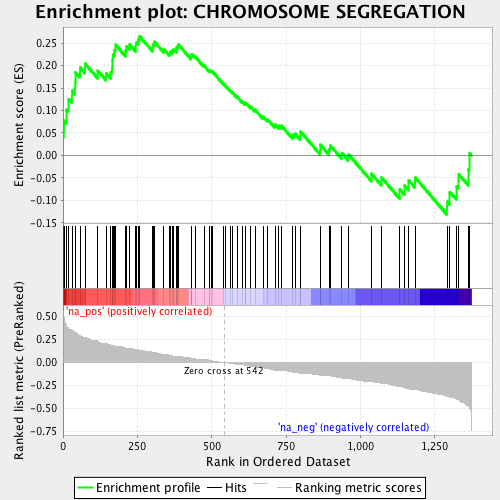 Enrichment plot: CHROMOSOME SEGREGATION
Enrichment score (ES)
0.25
0.20
0.15
0.10
0.05
0.00
-0.05
-0.10
-0.15
'na_pos' (positively correlated)
Ranked list metric (PreRanked)
0.50
0.25
0.00
-0.25
-0.50
-0.75
Zero cross at 542
'na_neg' (negatively correlated)
0
250
500
750
1,000
1,250
Rank in Ordered Dataset
Enrichment profile
Hits
Ranking metric scores